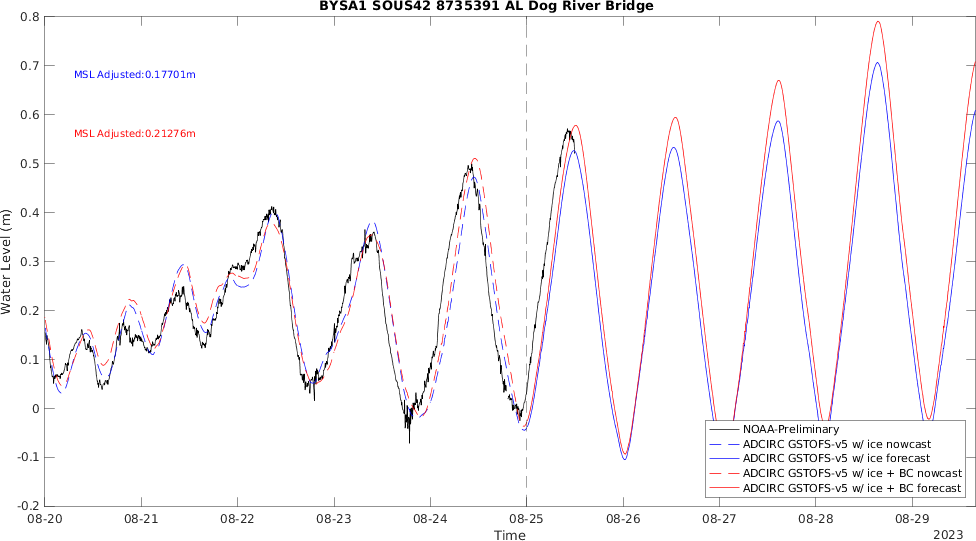 BYSA1 SOUS42 8735391 AL Dog River Bridge
0.8
0.7
0.6
0.5
0.4
0.3
0.2
0.1
0
-0.1
-0.2
Water Level (m)
MSL Adjusted:0.17701m
MSL Adjusted:0.21276m
NOAA-Preliminary
ADCIRC GSTOFS-v5 w/ ice nowcast
ADCIRC GSTOFS-v5 w/ ice forecast
ADCIRC GSTOFS-v5 w/ ice + BC nowcast
ADCIRC GSTOFS-v5 w/ ice + BC forecast
08-20 08-21 08-22 08-23 08-24 08-25 08-26 08-27 08-28 08-29
Time
2023